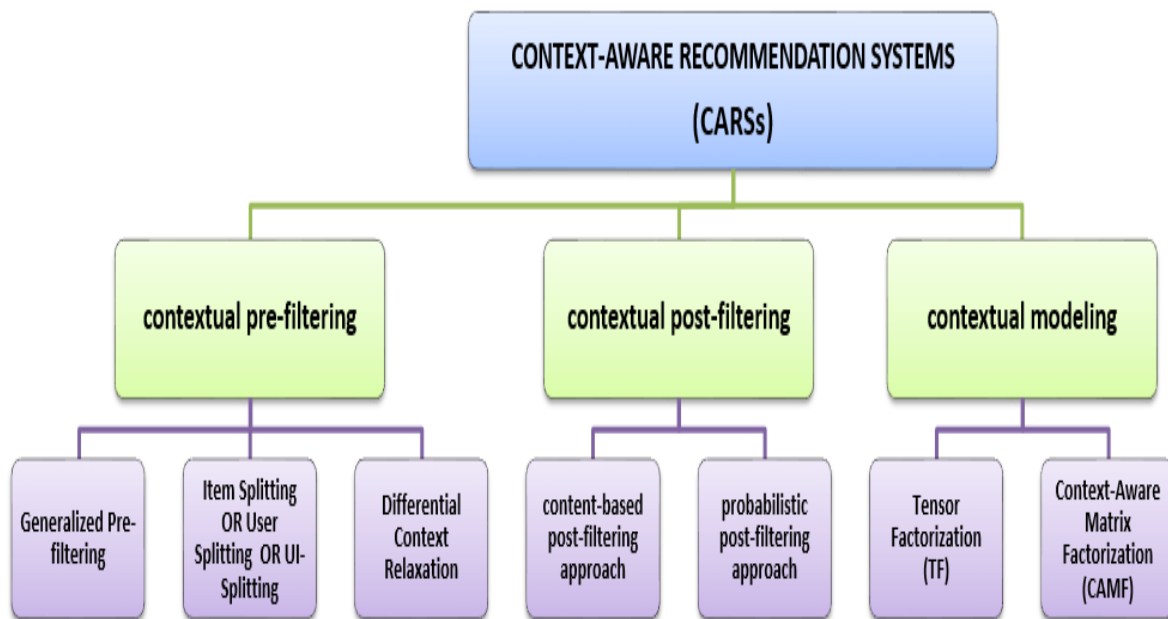 CONTEXT-AWARE RECOMMENDATION SYSTEMS
(CARSs)
contextual pre-filtering
contextual post-filtering
contextual modeling
Generalized Pre-
filtering
Item Splitting
OR User
Splitting OR UI-
Splitting
Differential
Context
Relaxation
content-based
post-filtering
approach
probabilistic
post-filtering
approach
Tensor
Factorization
(TF)
Context-Aware
Matrix
Factorization
(CAMF)